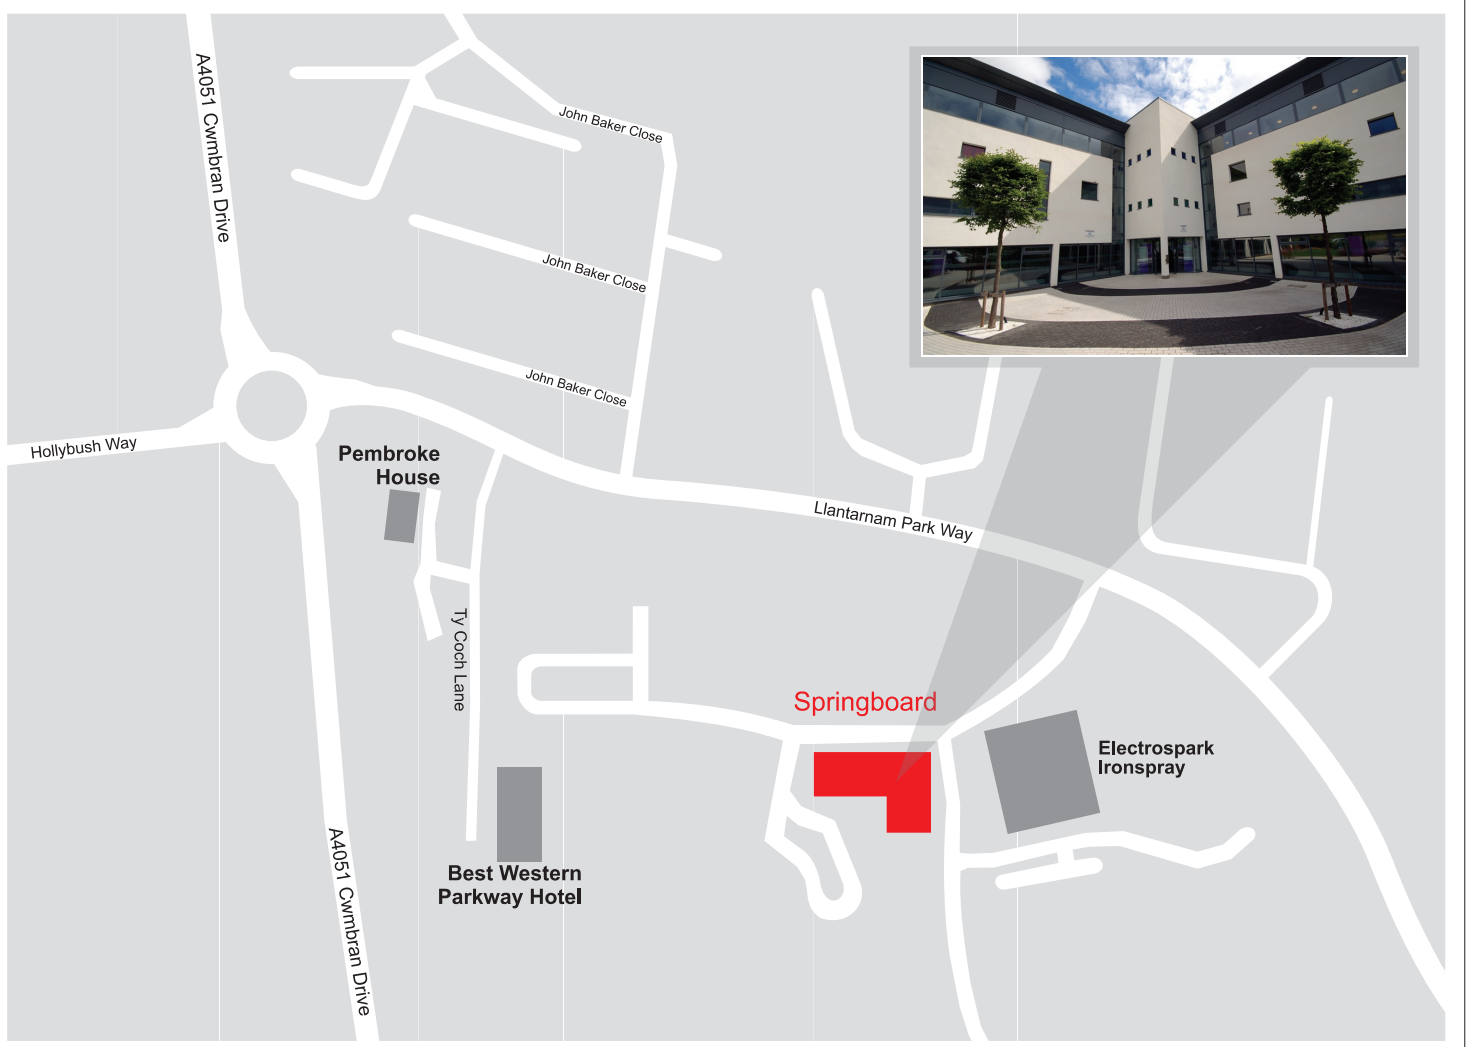 A4051 Cwmbran Drive
John Baker Close
John Baker Close
John Baker Close
Hollybush Way
Pembroke
House
Llantarnam Park Way
Ty Coch Lane
Springboard
Electrospark
Ironspray
Best Western
Parkway Hotel
A4051 Cwmbran Drive